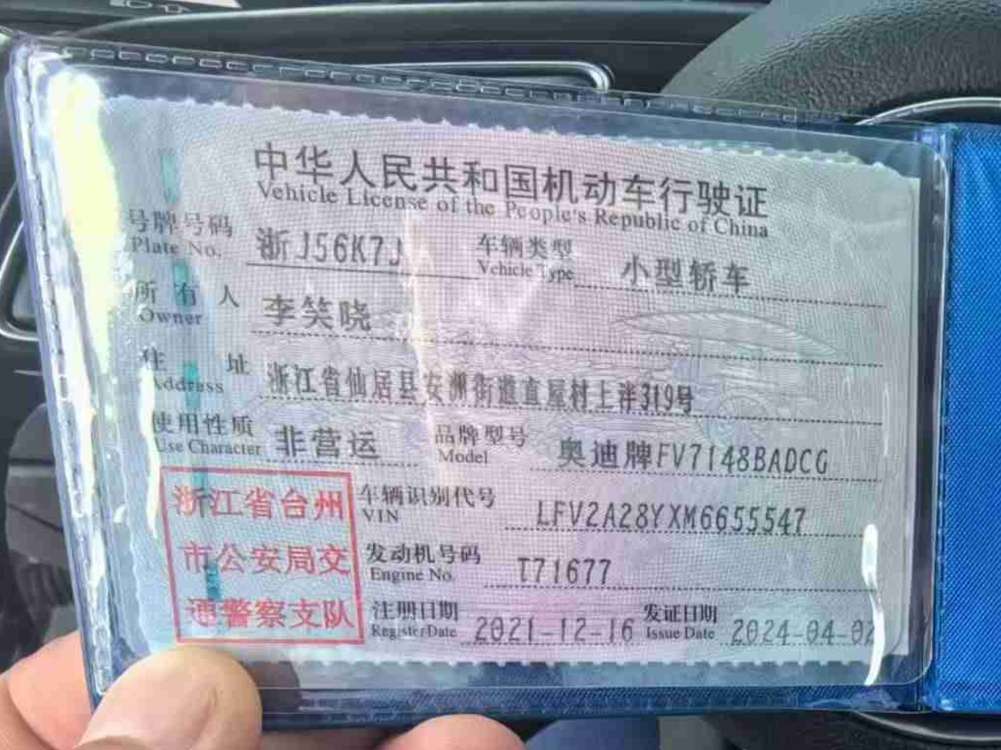 中华人民共和国机动车行驶证
Vehicle License of the People's Republic of China
号牌号码 浙J56K7J 车辆类型 小型轿车
Plate No. Vehicle Type
所有人 李笑晓
Owner
住址 浙江省仙居县安洲街道直屋村上洋319号
Address
使用性质 非营运 品牌型号 奥迪牌FV7148BADCG
Use Character Model
浙江省台州 车辆识别代号 LFV2A28YXM6655547
VIN
市公安局交 发动机号码 T71677
Engine No.
通警察支队 注册日期 2021-12-16 发证日期 2024-04-02
Register Date Issue Date